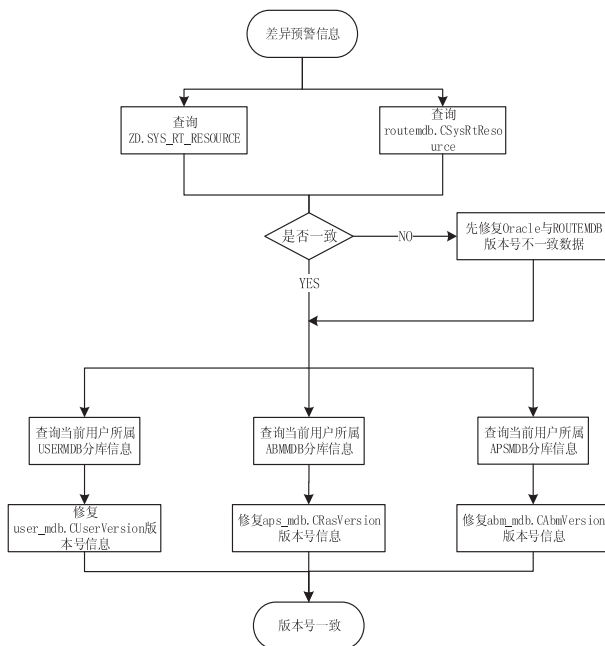 差异预警信息
查询
ZD.SYS_RT_RESOURCE
查询
routemdb.CSysRtReso
urce
是否一致
NO
先修复Oracle与ROUTEMDB
版本号不一致数据
YES
查询当前用户所属
USERMDB分库信息
查询当前用户所属
ABMMDB分库信息
查询当前用户所属
APSMDB分库信息
修复
user_mdb.CUserVersion版
本号信息
修复aps_mdb.CRasVersion
版本号信息
修复abm_mdb.CAbmVersion
版本号信息
版本号一致